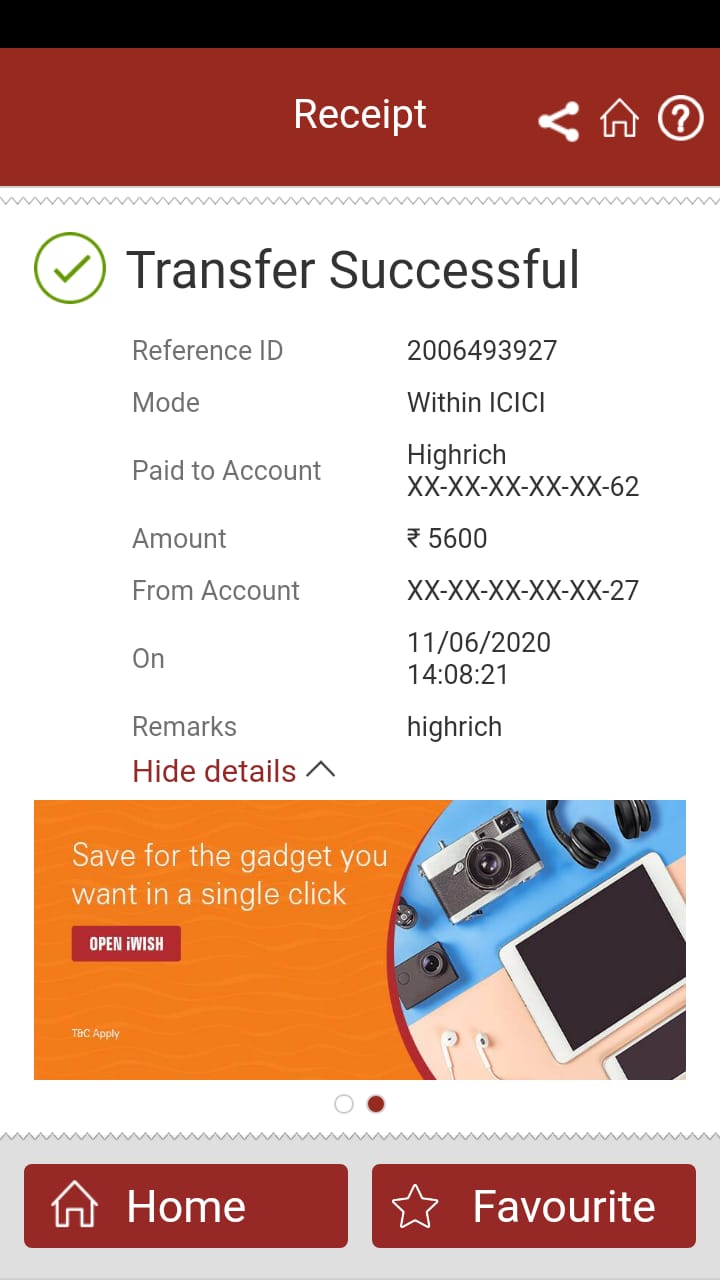 Receipt
Transfer Successful
Reference ID 2006493927
Mode Within ICICI
Paid to Account Highrich
XX-XX-XX-XX-XX-62
Amount ₹ 5600
From Account XX-XX-XX-XX-XX-27
On 11/06/2020
14:08:21
Remarks highrich
Hide details
Save for the gadget you
want in a single click
OPEN iWISH
T&C Apply
Home Favourite